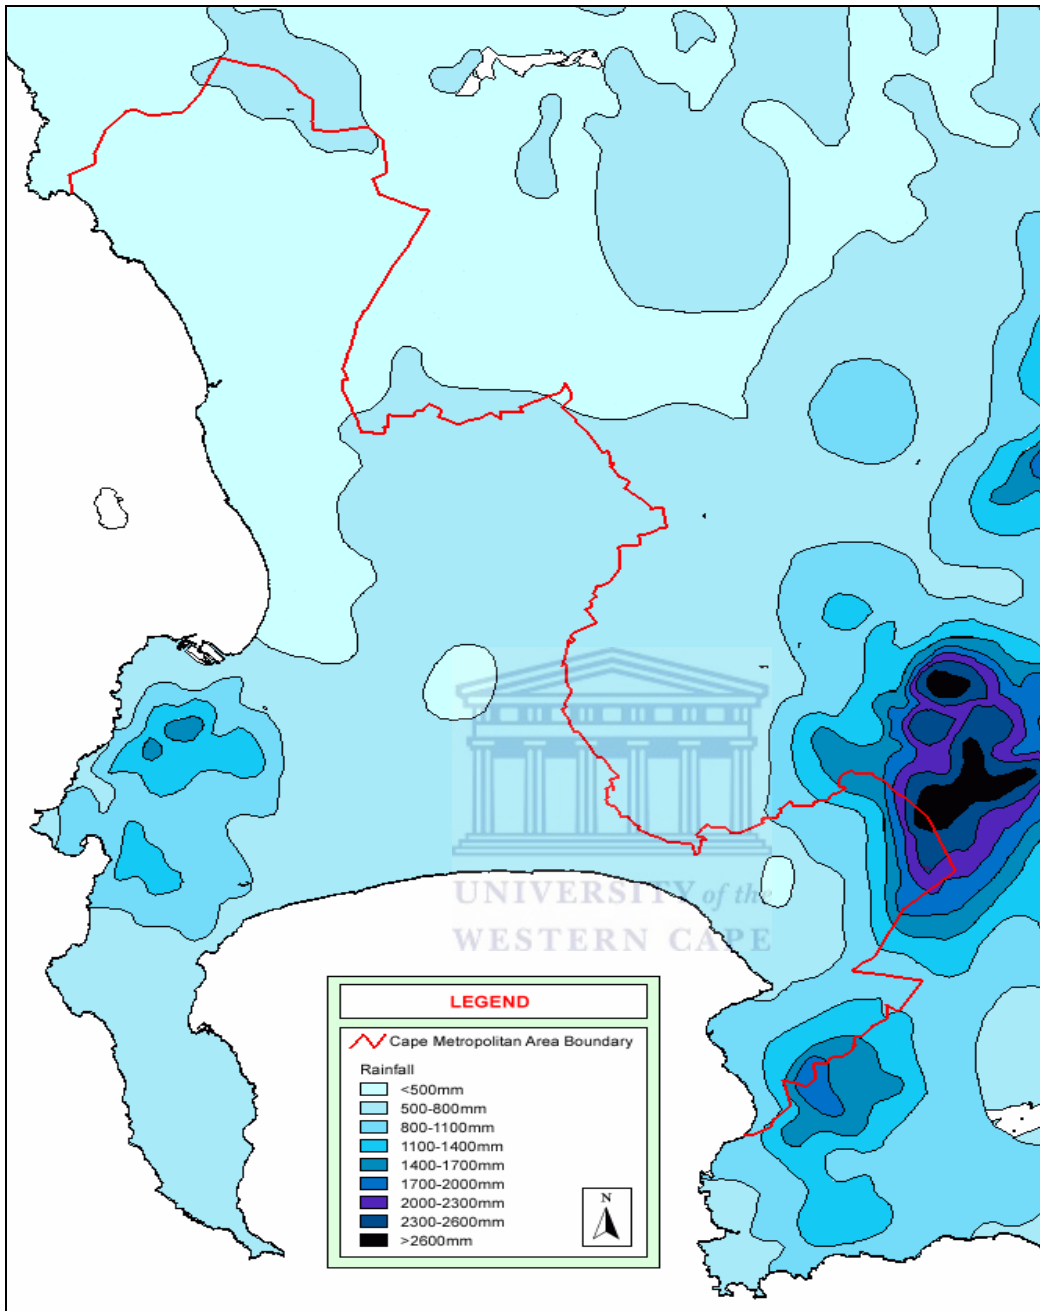 UNIVERSITY of the
WESTERN CAPE
LEGEND
Cape Metropolitan Area Boundary
Rainfall
<500mm
500-800mm
800-1100mm
1100-1400mm
1400-1700mm
1700-2000mm
2000-2300mm
2300-2600mm
>2600mm
N